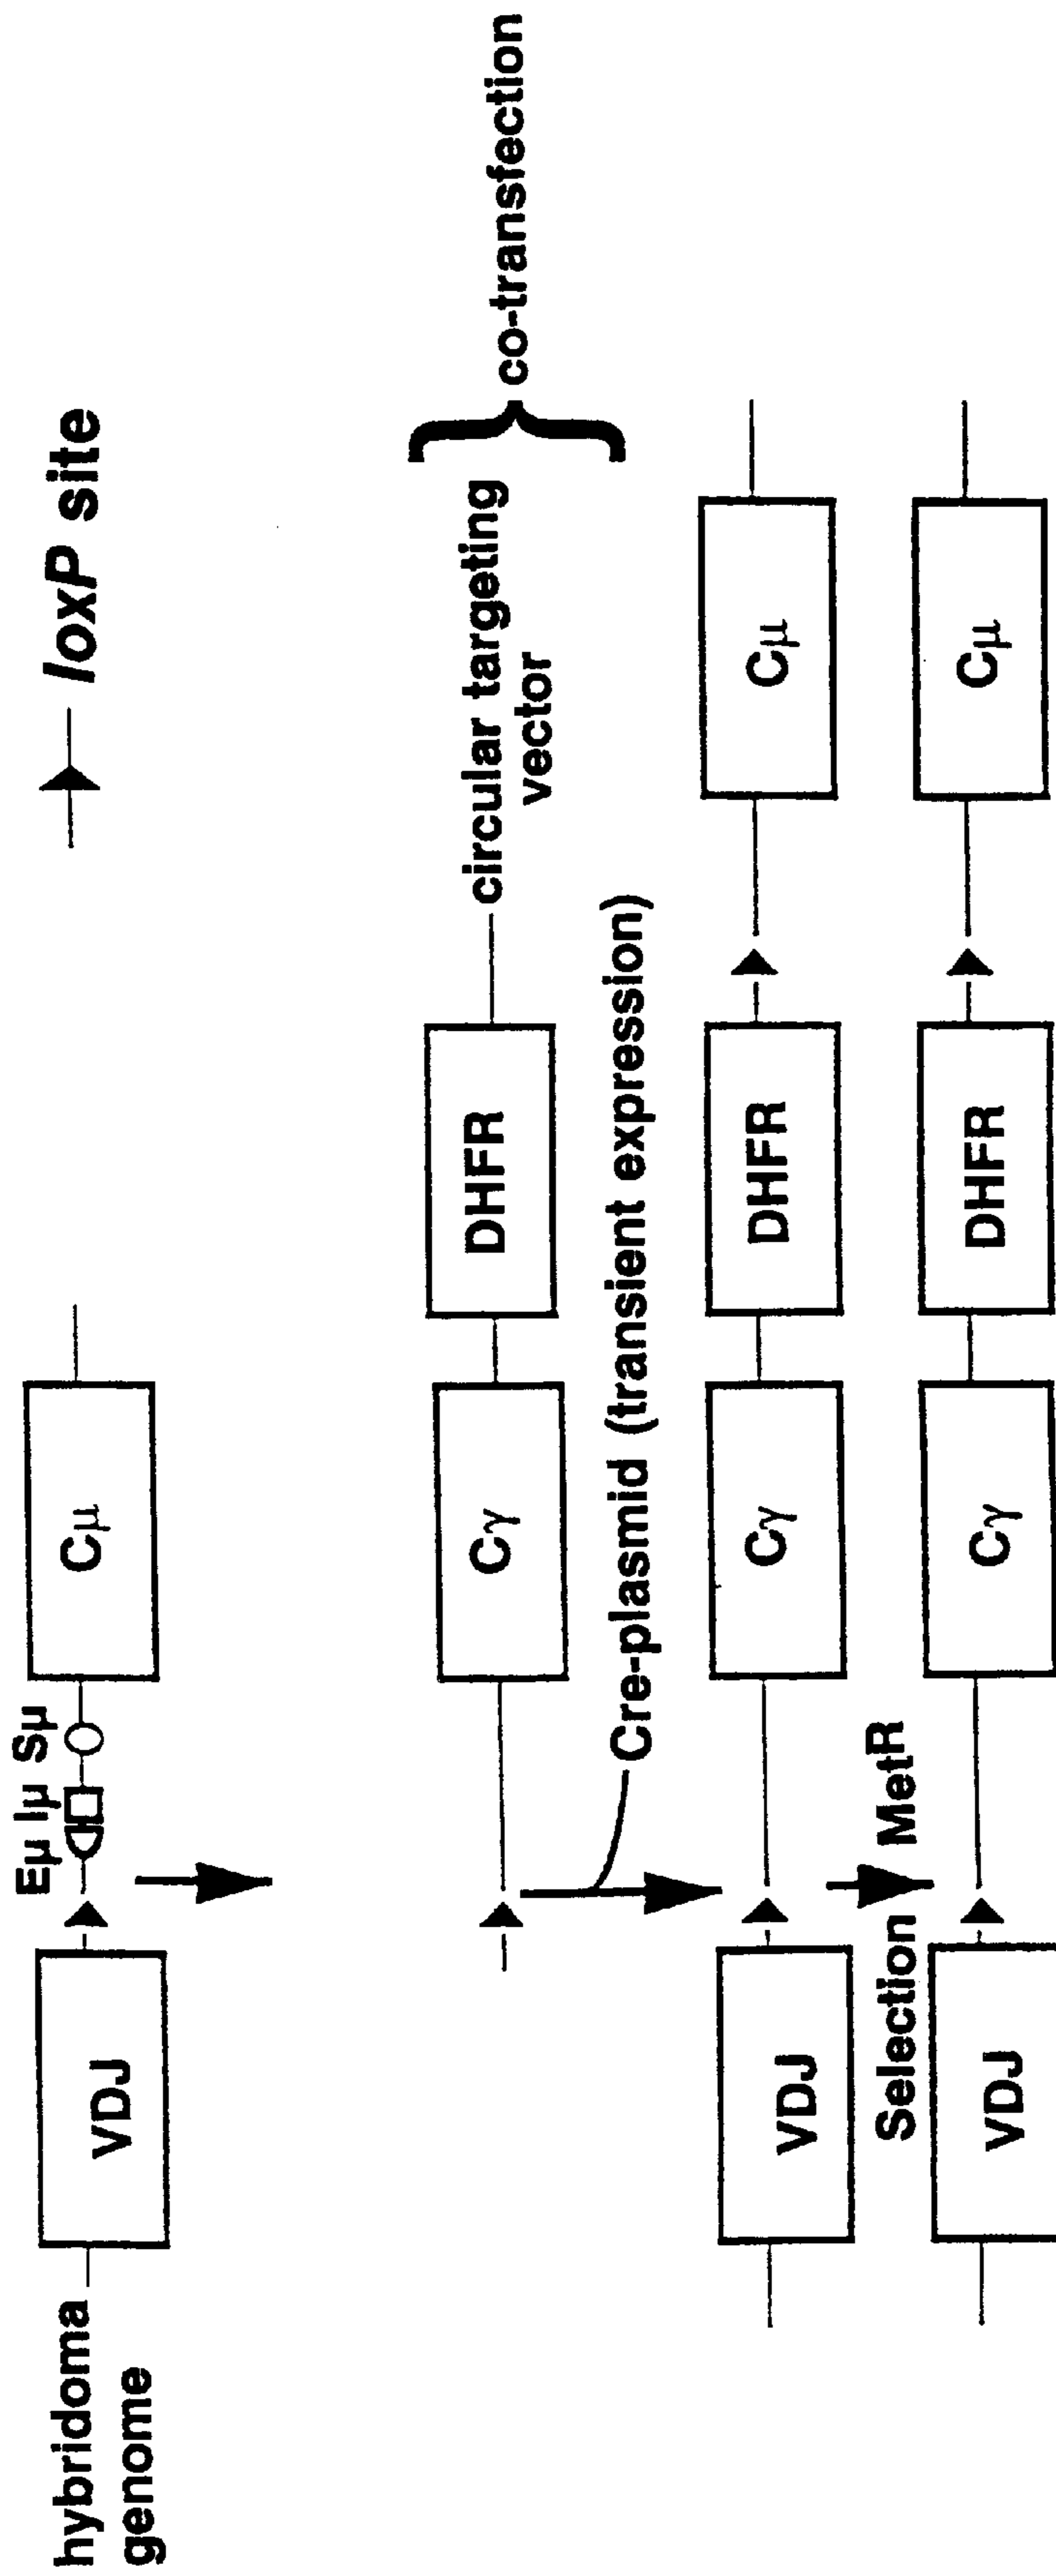 loxP site
Eμ Iμ Sμ
hybridoma
genome
VDJ
Cμ
Cγ
DHFR
circular targeting
vector
co-transfection
Cre-plasmid (transient expression)
VDJ
Cγ
DHFR
Cμ
Selection MetR
VDJ
Cγ
DHFR
Cμ